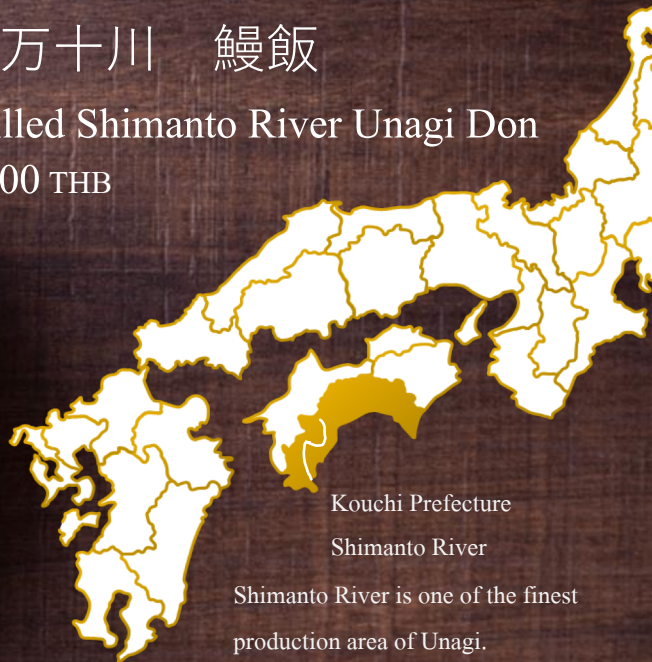 万十川　鰻飯
lled Shimanto River Unagi Don
00 THB
Kouchi Prefecture
Shimanto River
Shimanto River is one of the finest
production area of Unagi.